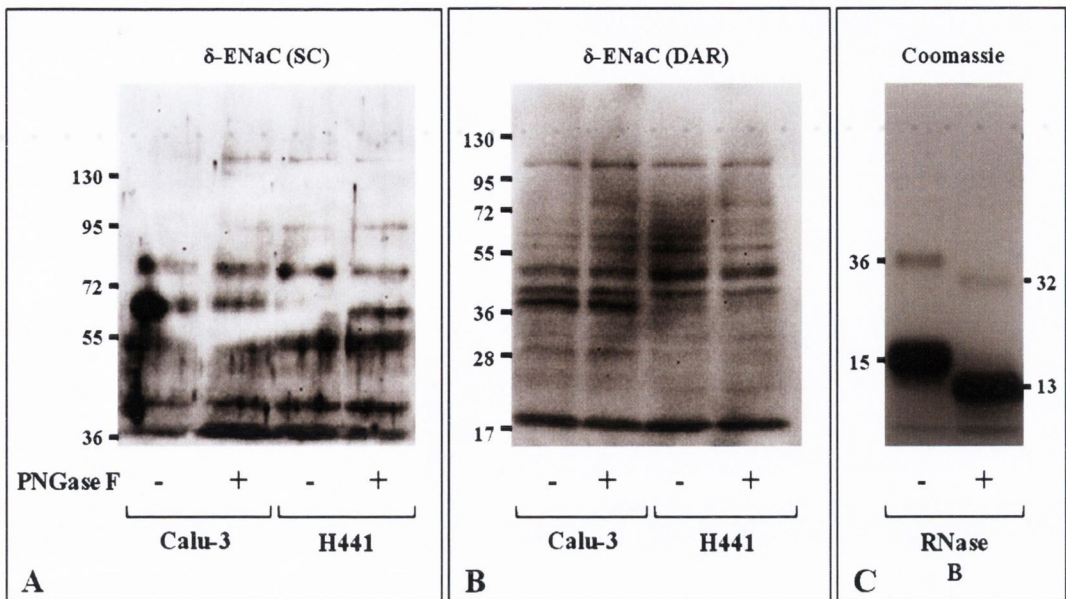 δ-ENaC (SC)
130
95
72
55
36
PNGase F - + - +
Calu-3 H441
A
δ-ENaC (DAR)
130
95
72
55
36
28
17
- + - +
Calu-3 H441
B
Coomassie
36
32
15
13
- +
RNase
B
C